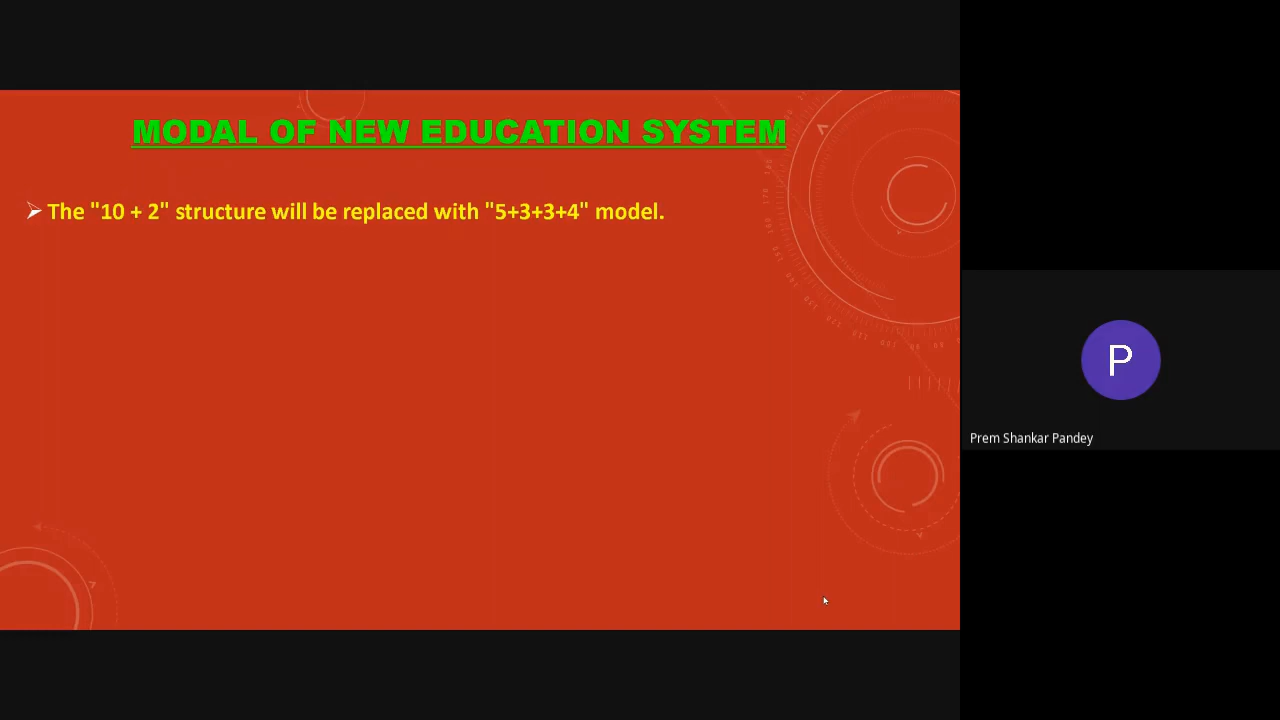 MODAL OF NEW EDUCATION SYSTEM
The "10 + 2" structure will be replaced with "5+3+3+4" model.
P
Prem Shankar Pandey